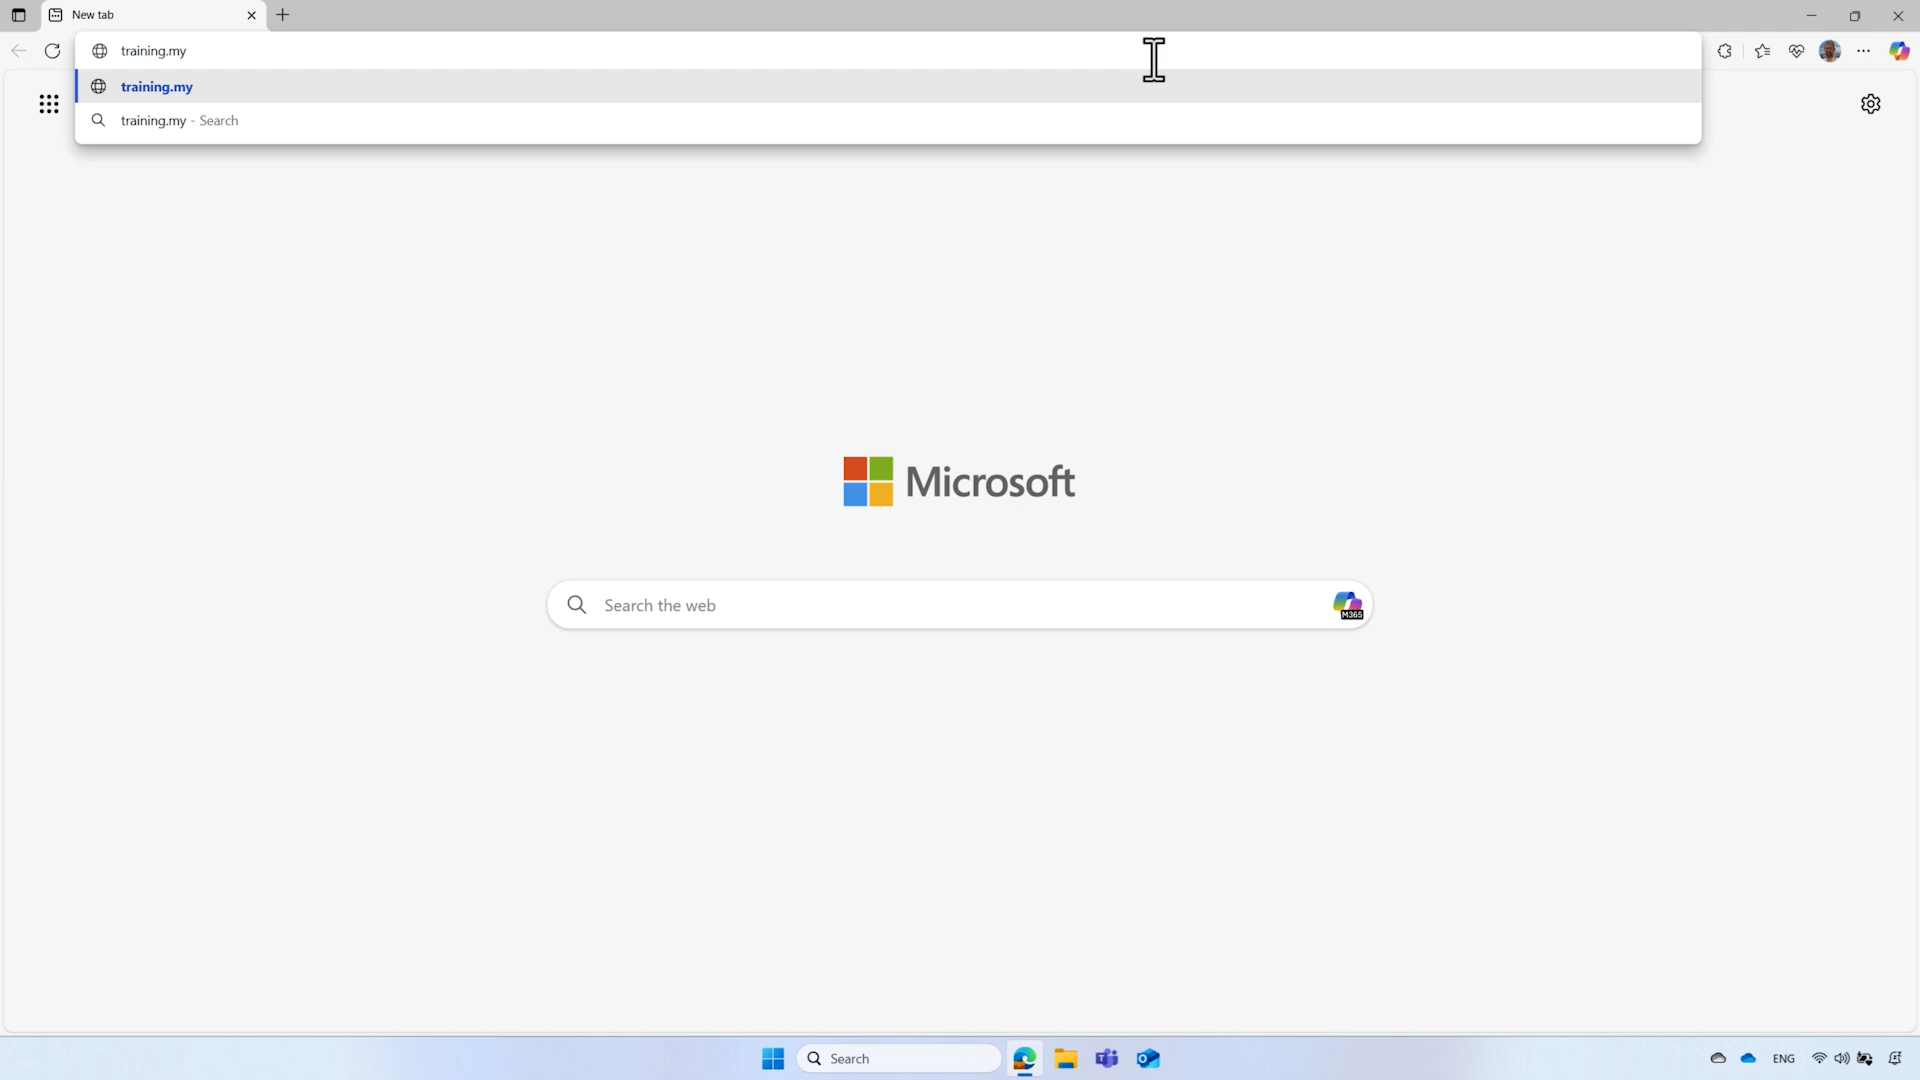 New tab
training.my
training.my
training.my - Search
Microsoft
Search the web
M365
Search
ENG